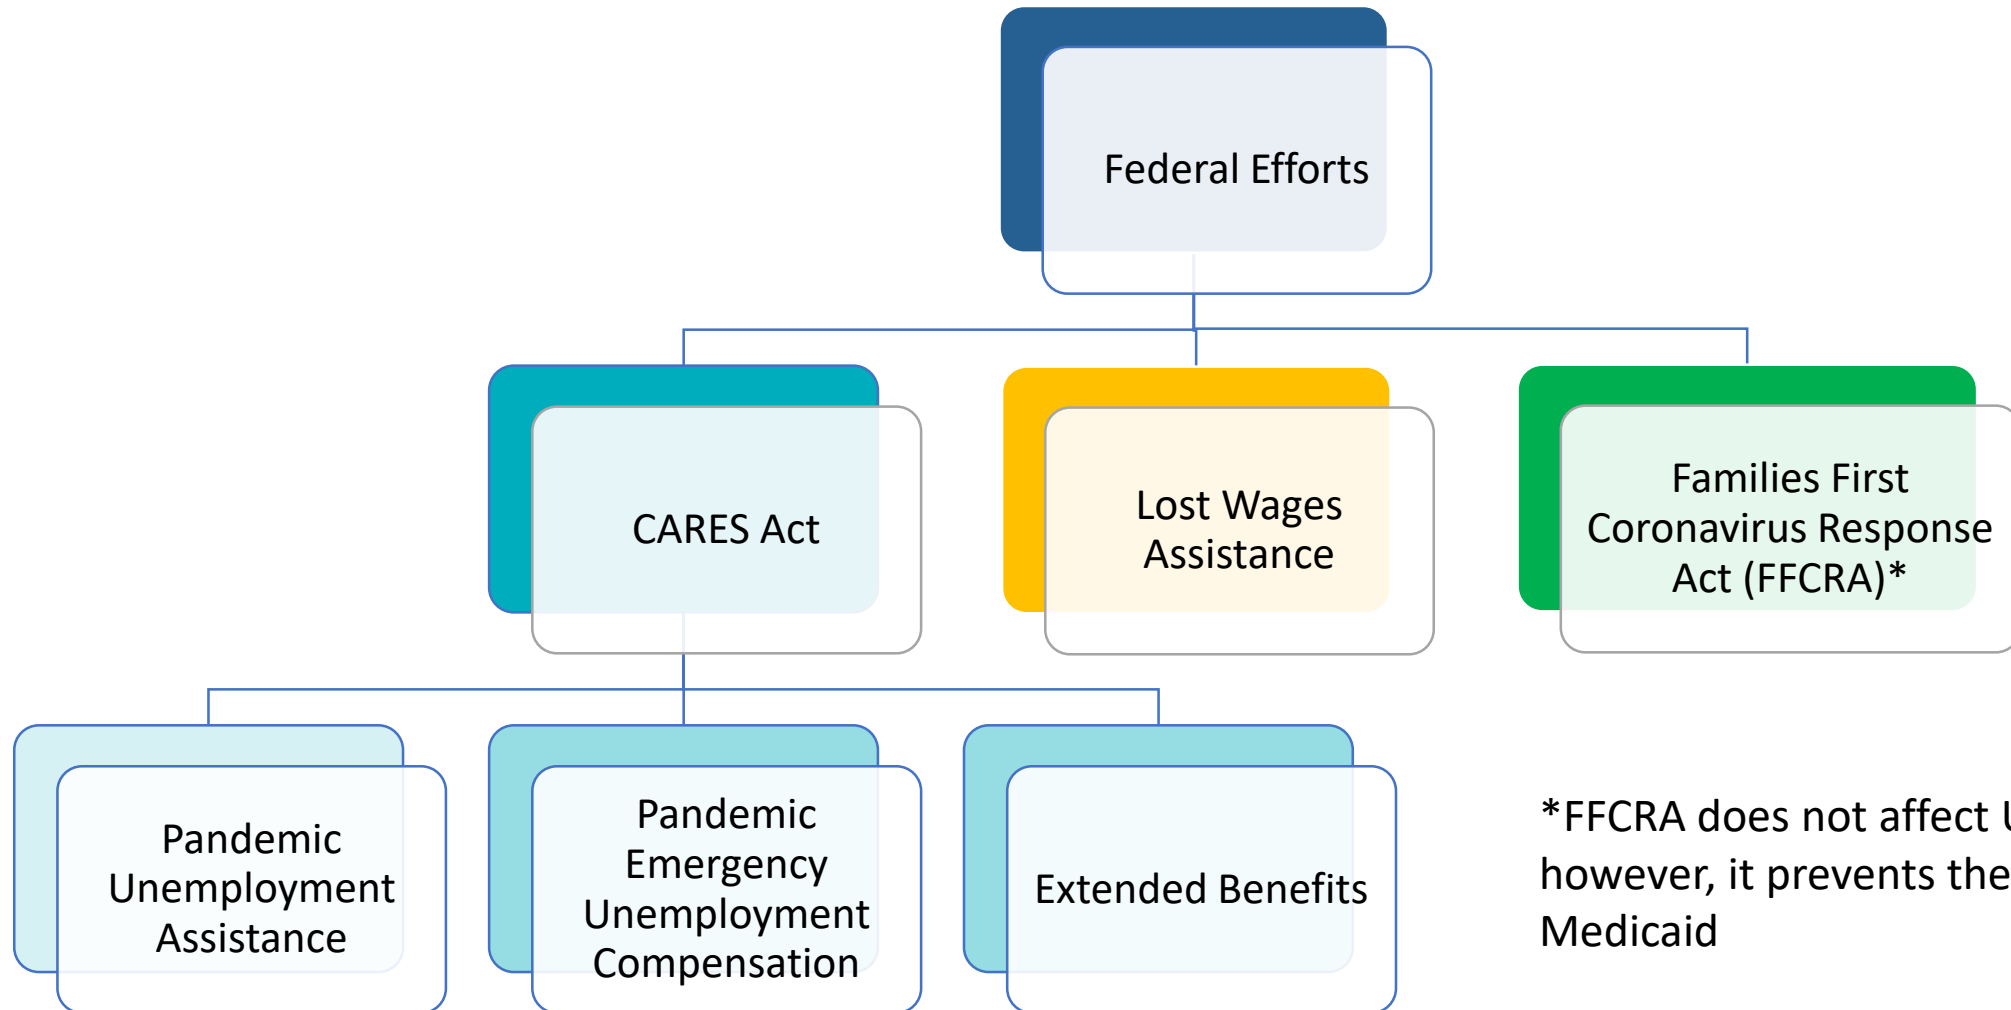 Federal Efforts
CARES Act
Lost Wages
Assistance
Families First
Coronavirus Response
Act (FFCRA)*
Pandemic
Unemployment
Assistance
Pandemic
Emergency
Unemployment
Compensation
Extended Benefits
*FFCRA does not affect
however, it prevents the
Medicaid